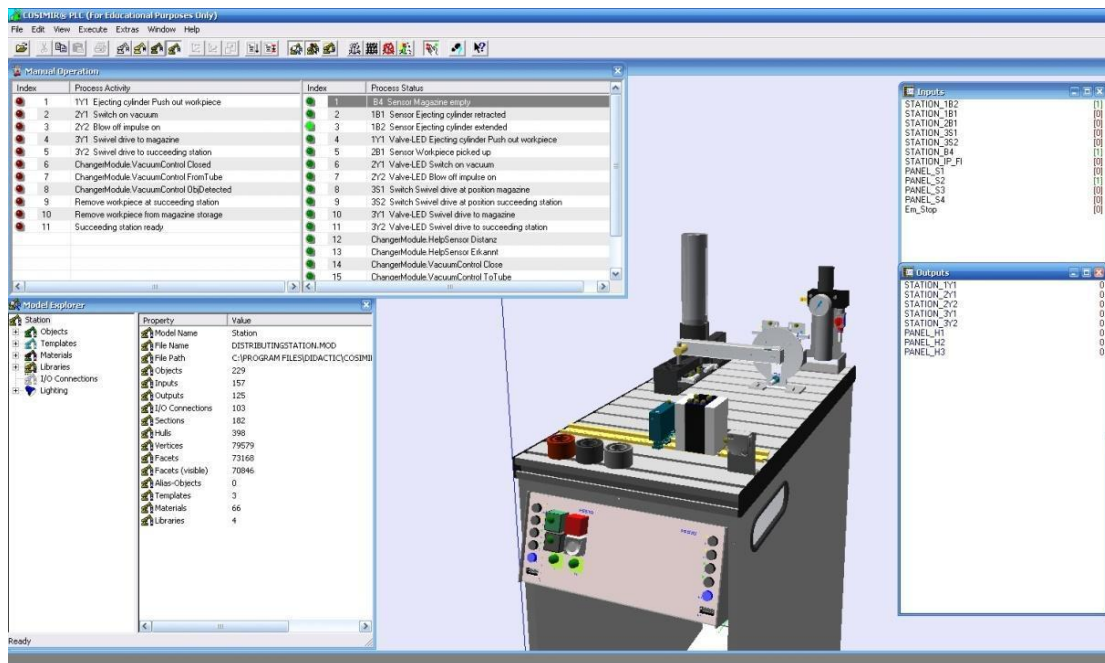 COSIMIR® PLC (For Educational Purposes Only)
File Edit View Execute Extras Window Help
Manual Operation
Index Process Activity
1 1Y1 Ejecting cylinder Push out workpiece
2 2Y1 Switch on vacuum
3 2Y2 Blow off impulse on
4 3Y1 Swivel drive to magazine
5 3Y2 Swivel drive to succeeding station
6 ChangerModule.VacuumControl Closed
7 ChangerModule.VacuumControl FromTube
8 ChangerModule.VacuumControl ObjDetected
9 Remove workpiece at succeeding station
10 Remove workpiece from magazine storage
11 Succeeding station ready
Index Process Status
1 B4 Sensor Magazine empty
2 1B1 Sensor Ejecting cylinder retracted
3 1B2 Sensor Ejecting cylinder extended
4 1Y1 Valve-LED Ejecting cylinder Push out workpiece
5 2B1 Sensor Workpiece picked up
6 2Y1 Valve-LED Switch on vacuum
7 2Y2 Valve-LED Blow off impulse on
8 3S1 Switch Swivel drive at position magazine
9 3S2 Switch Swivel drive at position succeeding station
10 3Y1 Valve-LED Swivel drive to magazine
11 3Y2 Valve-LED Swivel drive to succeeding station
12 ChangerModule.HelpSensor Distanz
13 ChangerModule.HelpSensor Erkannt
14 ChangerModule.VacuumControl Close
15 ChangerModule.VacuumControl ToTube
Inputs
STATION_1B2 [1]
STATION_1B1 [0]
STATION_2B1 [0]
STATION_3S1 [0]
STATION_3S2 [0]
STATION_B4 [1]
STATION_IP_FI [0]
PANEL_S1 [0]
PANEL_S2 [1]
PANEL_S3 [0]
PANEL_S4 [0]
Em_Stop [0]
Outputs
STATION_1Y1 0
STATION_2Y1 0
STATION_2Y2 0
STATION_3Y1 0
STATION_3Y2 0
PANEL_H1 0
PANEL_H2 0
PANEL_H3 0
Model Explorer
Station
Objects
Templates
Materials
Libraries
I/O Connections
Lighting
Property Value
Model Name Station
File Name DISTRIBUTINGSTATION.MOD
File Path C:\PROGRAM FILES\DIDACTIC\COSIMI
Objects 229
Inputs 157
Outputs 125
I/O Connections 103
Sections 182
Hulls 398
Vertices 79579
Facets 73168
Facets (visible) 70846
Alias-Objects 0
Templates 3
Materials 66
Libraries 4
Ready